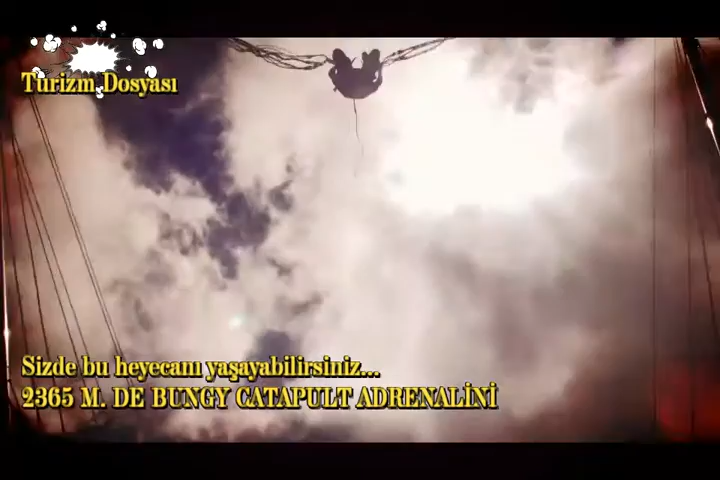 Turizm Dosyası
Sizde bu heyecanı yaşayabilirsiniz...
2365 M. DE BUNGY CATAPULT ADRENALİNİ